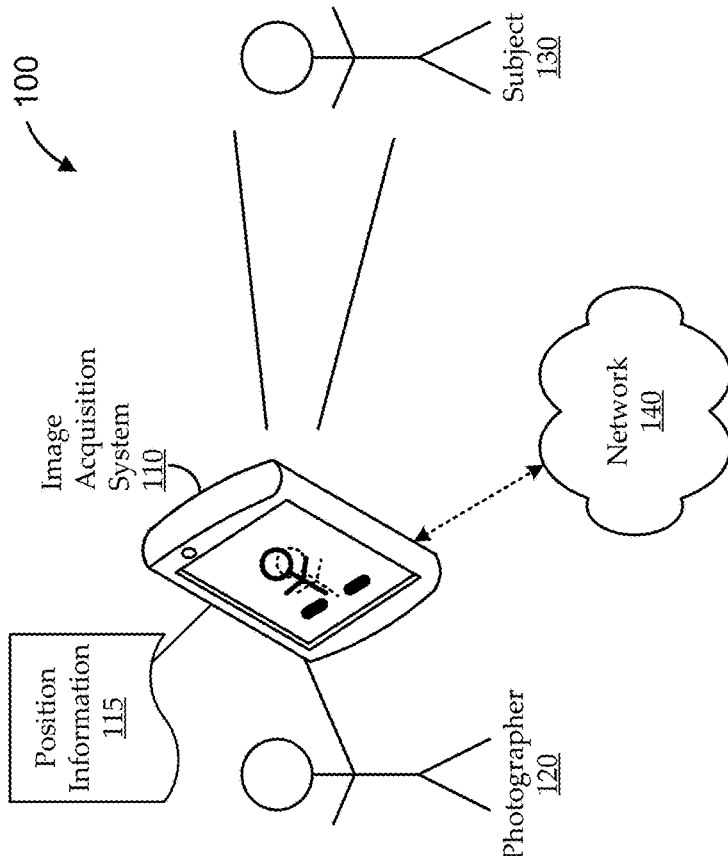 100
Position
Information
115
Image
Acquisition
System
110
Photographer
120
Subject
130
Network
140